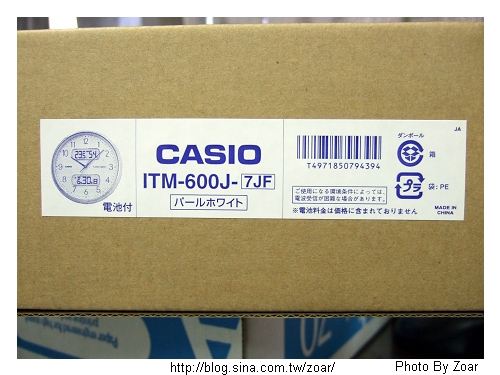 12
電池付
CASIO
ITM-600J-7JF
パールホワイト
T4971850794394
ご使用になる環境条件によっては、
電波受信が困難な場合があります。
※電池料金は価格に含まれておりません
JA
ダンボール
箱
プラ
袋:PE
MADE IN
CHINA
http://blog.sina.com.tw/zoar/
Photo By Zoar